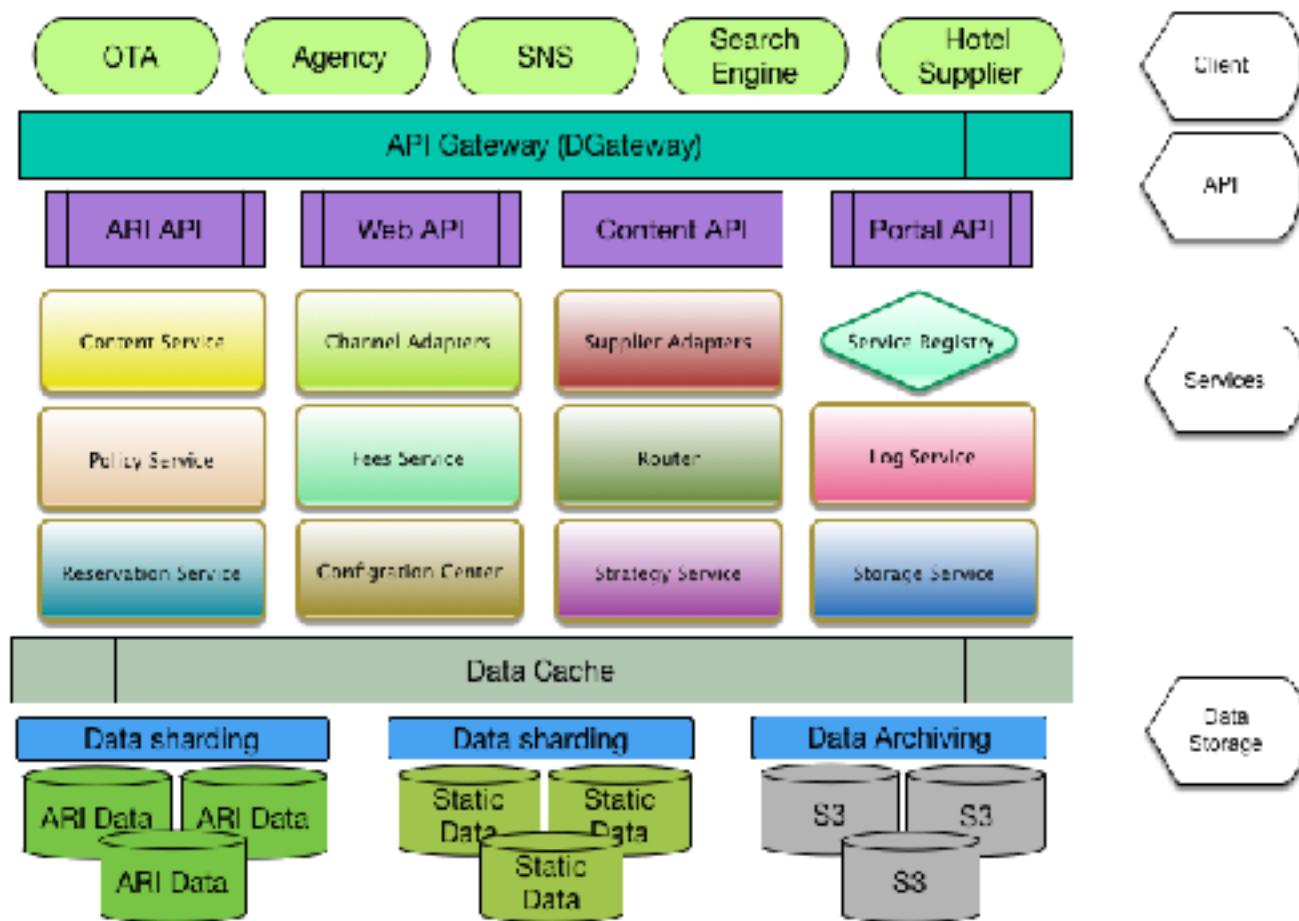 OTA
Agency
SNS
Search
Engine
Hotel
Supplier
Client
API Gateway (DGateway)
API
ARI API
Web API
Content API
Portal API
Content Service
Channel Adapters
Supplier Adapters
Service Registry
Services
Policy Service
Fees Service
Router
Log Service
Reservation Service
Configration Center
Strategy Service
Storage Service
Data Cache
Data
Storage
Data sharding
Data sharding
Data Archiving
ARI Data
ARI Data
ARI Data
Static
Data
Static
Data
Static
Data
S3
S3
S3